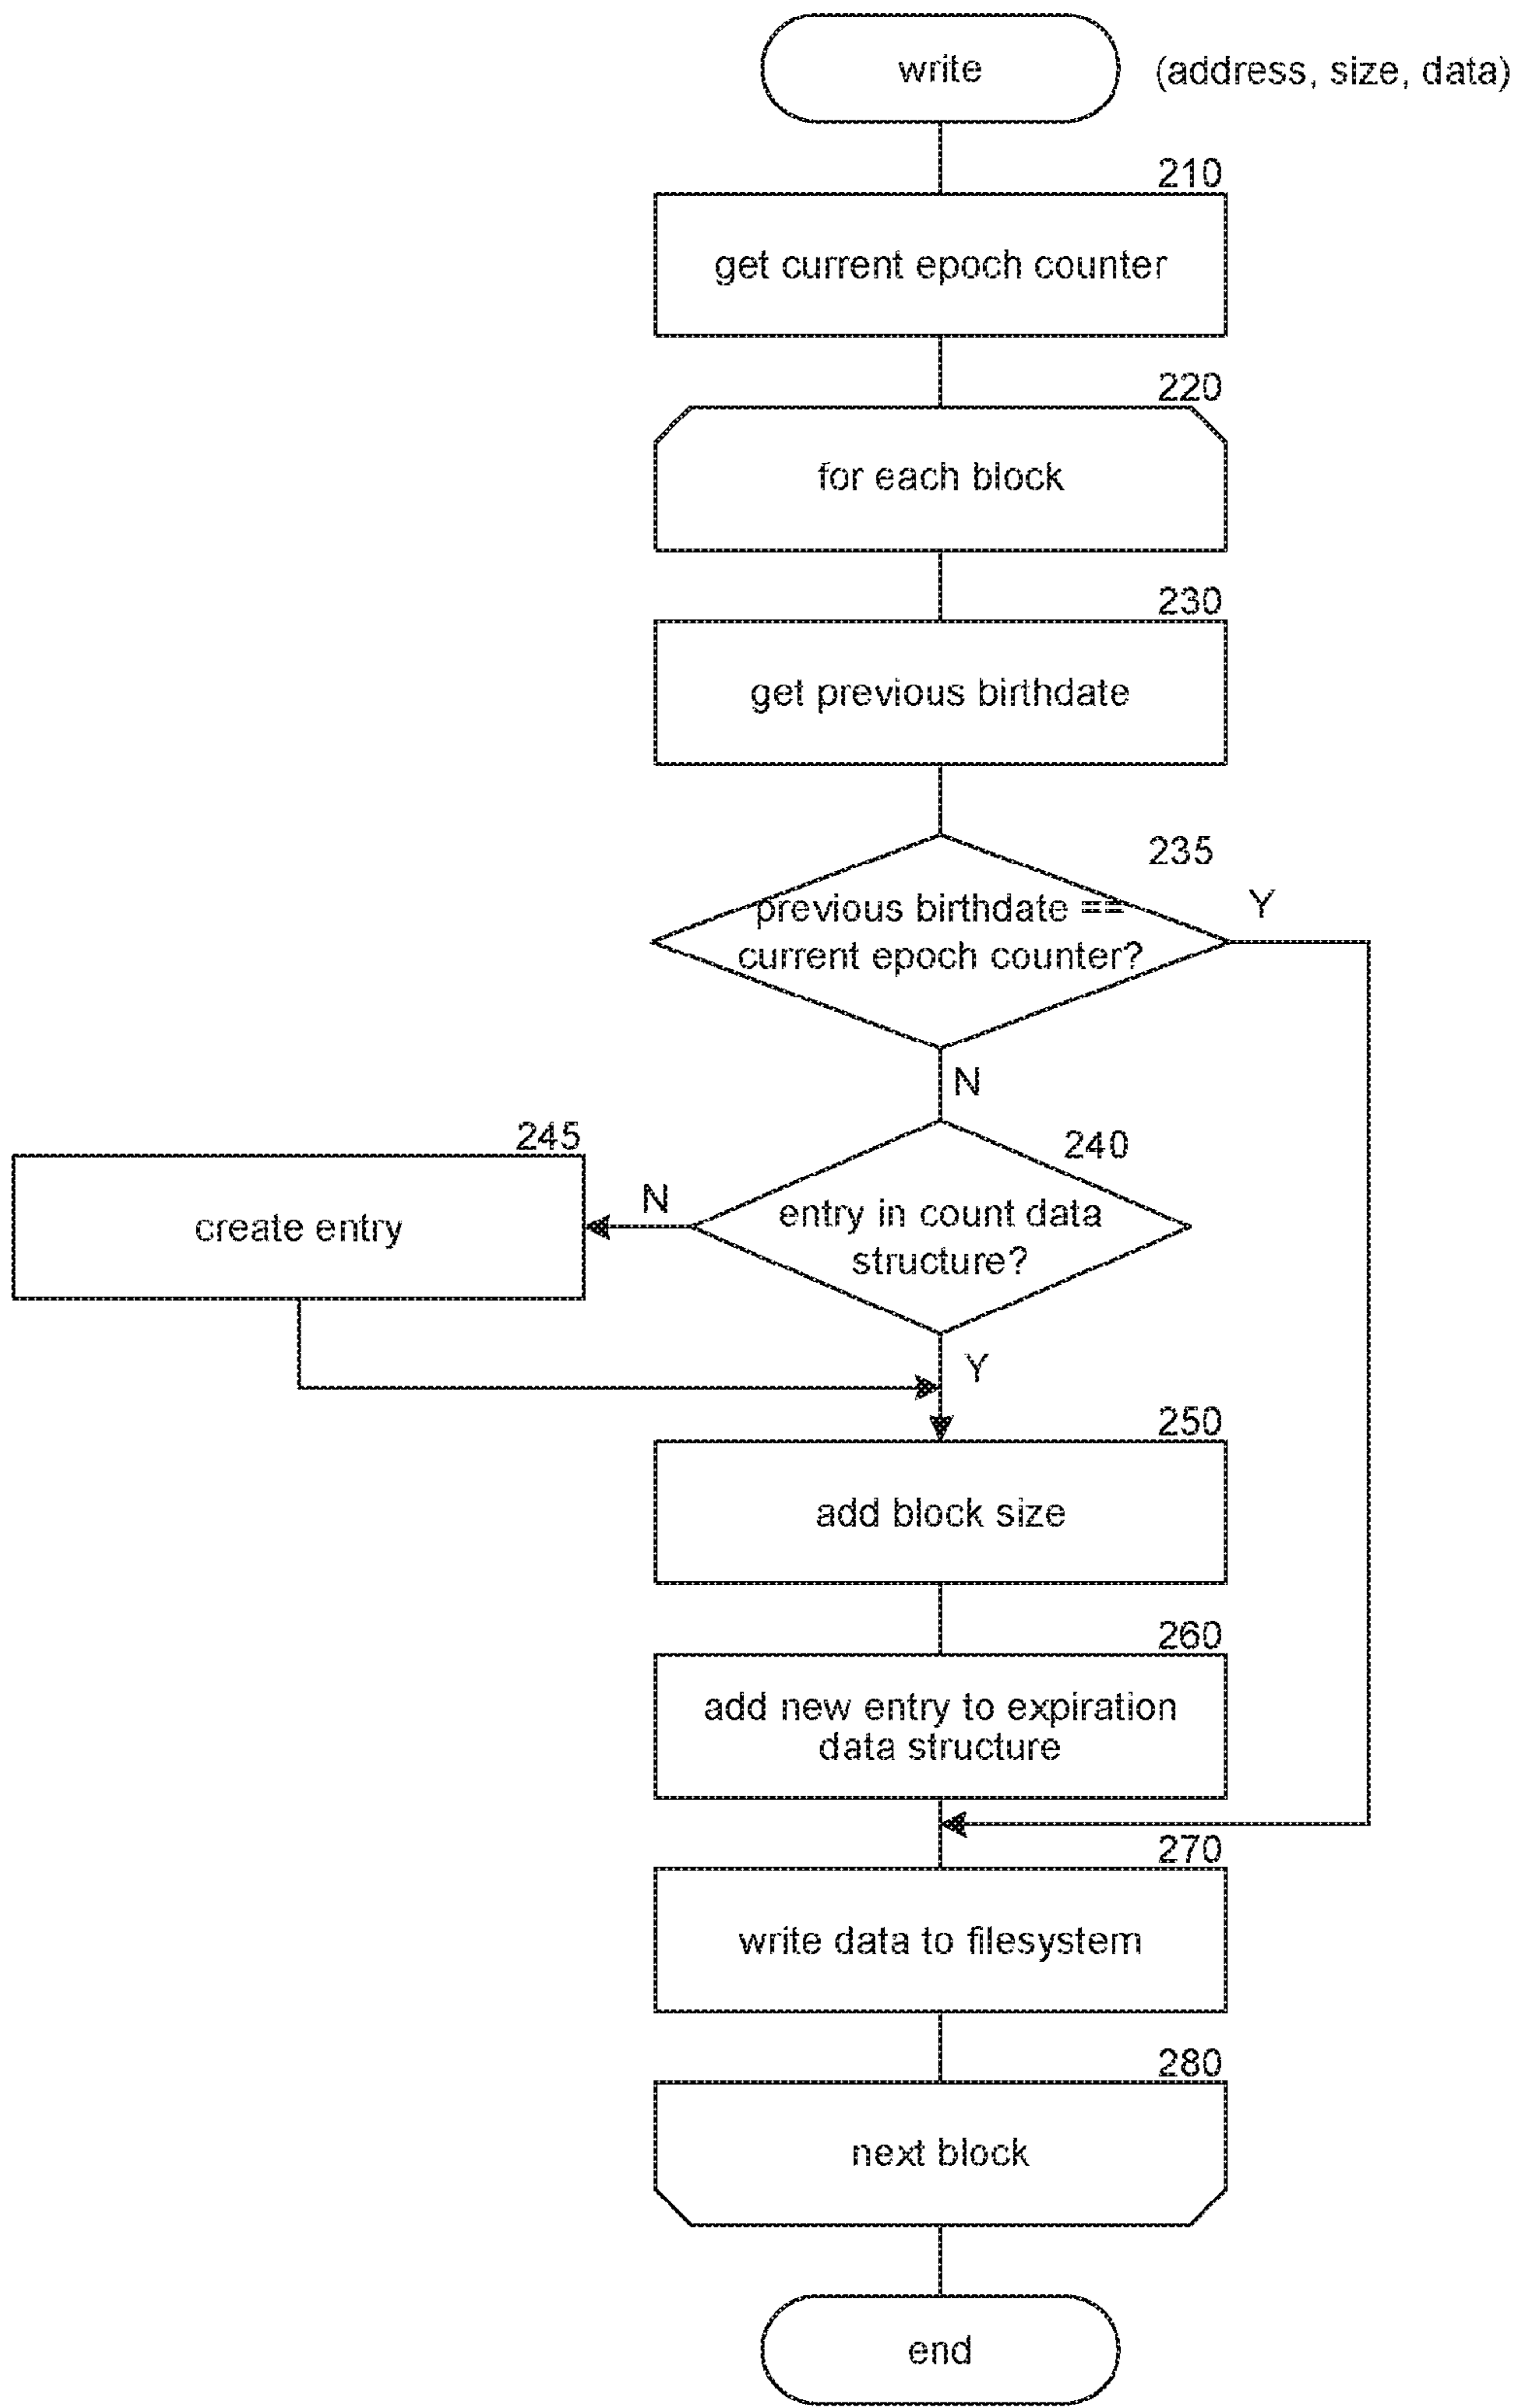 write
(address, size, data)
210
get current epoch counter
220
for each block
230
get previous birthdate
235
previous birthdate ==
current epoch counter?
Y
N
240
entry in count data
structure?
N
245
create entry
Y
250
add block size
260
add new entry to expiration
data structure
270
write data to filesystem
280
next block
end